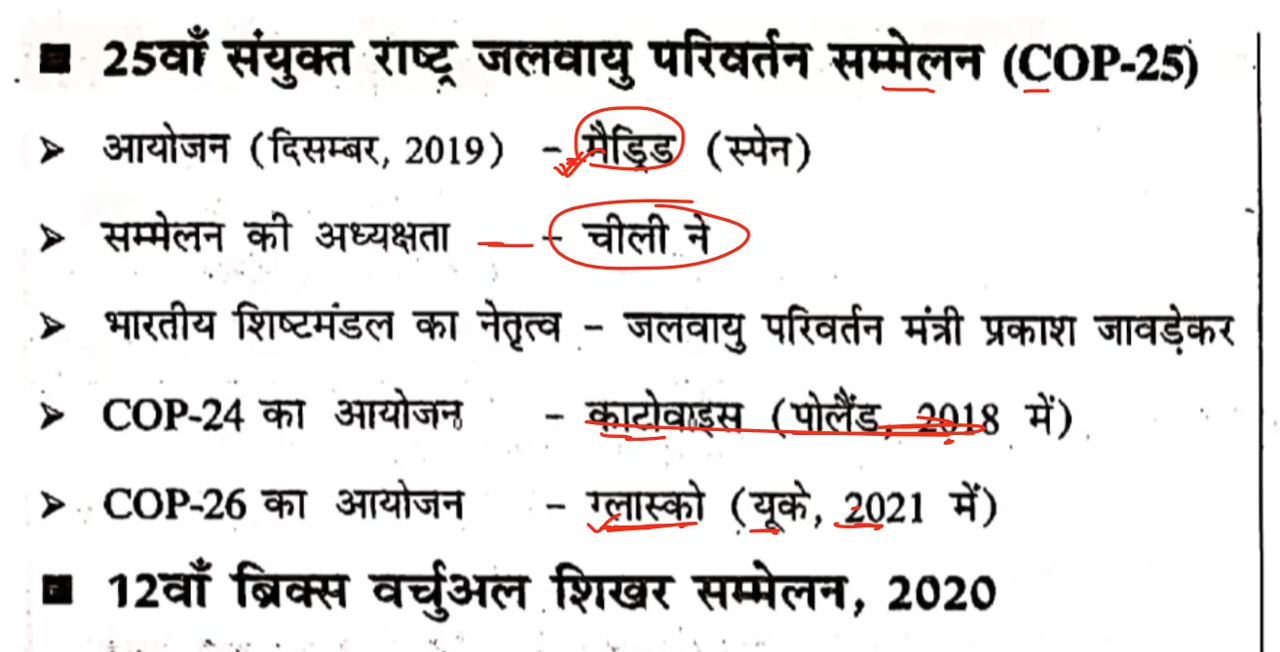 ■ 25वाँ संयुक्त राष्ट्र जलवायु परिवर्तन सम्मेलन (COP-25)
➤ आयोजन (दिसम्बर, 2019) – मैड्रिड (स्पेन)
➤ सम्मेलन की अध्यक्षता – चीली ने
➤ भारतीय शिष्टमंडल का नेतृत्व – जलवायु परिवर्तन मंत्री प्रकाश जावड़ेकर
➤ COP-24 का आयोजन – काटोवाइस (पोलैंड, 2018 में)
➤ COP-26 का आयोजन – ग्लास्को (यूके, 2021 में)
■ 12वाँ ब्रिक्स वर्चुअल शिखर सम्मेलन, 2020